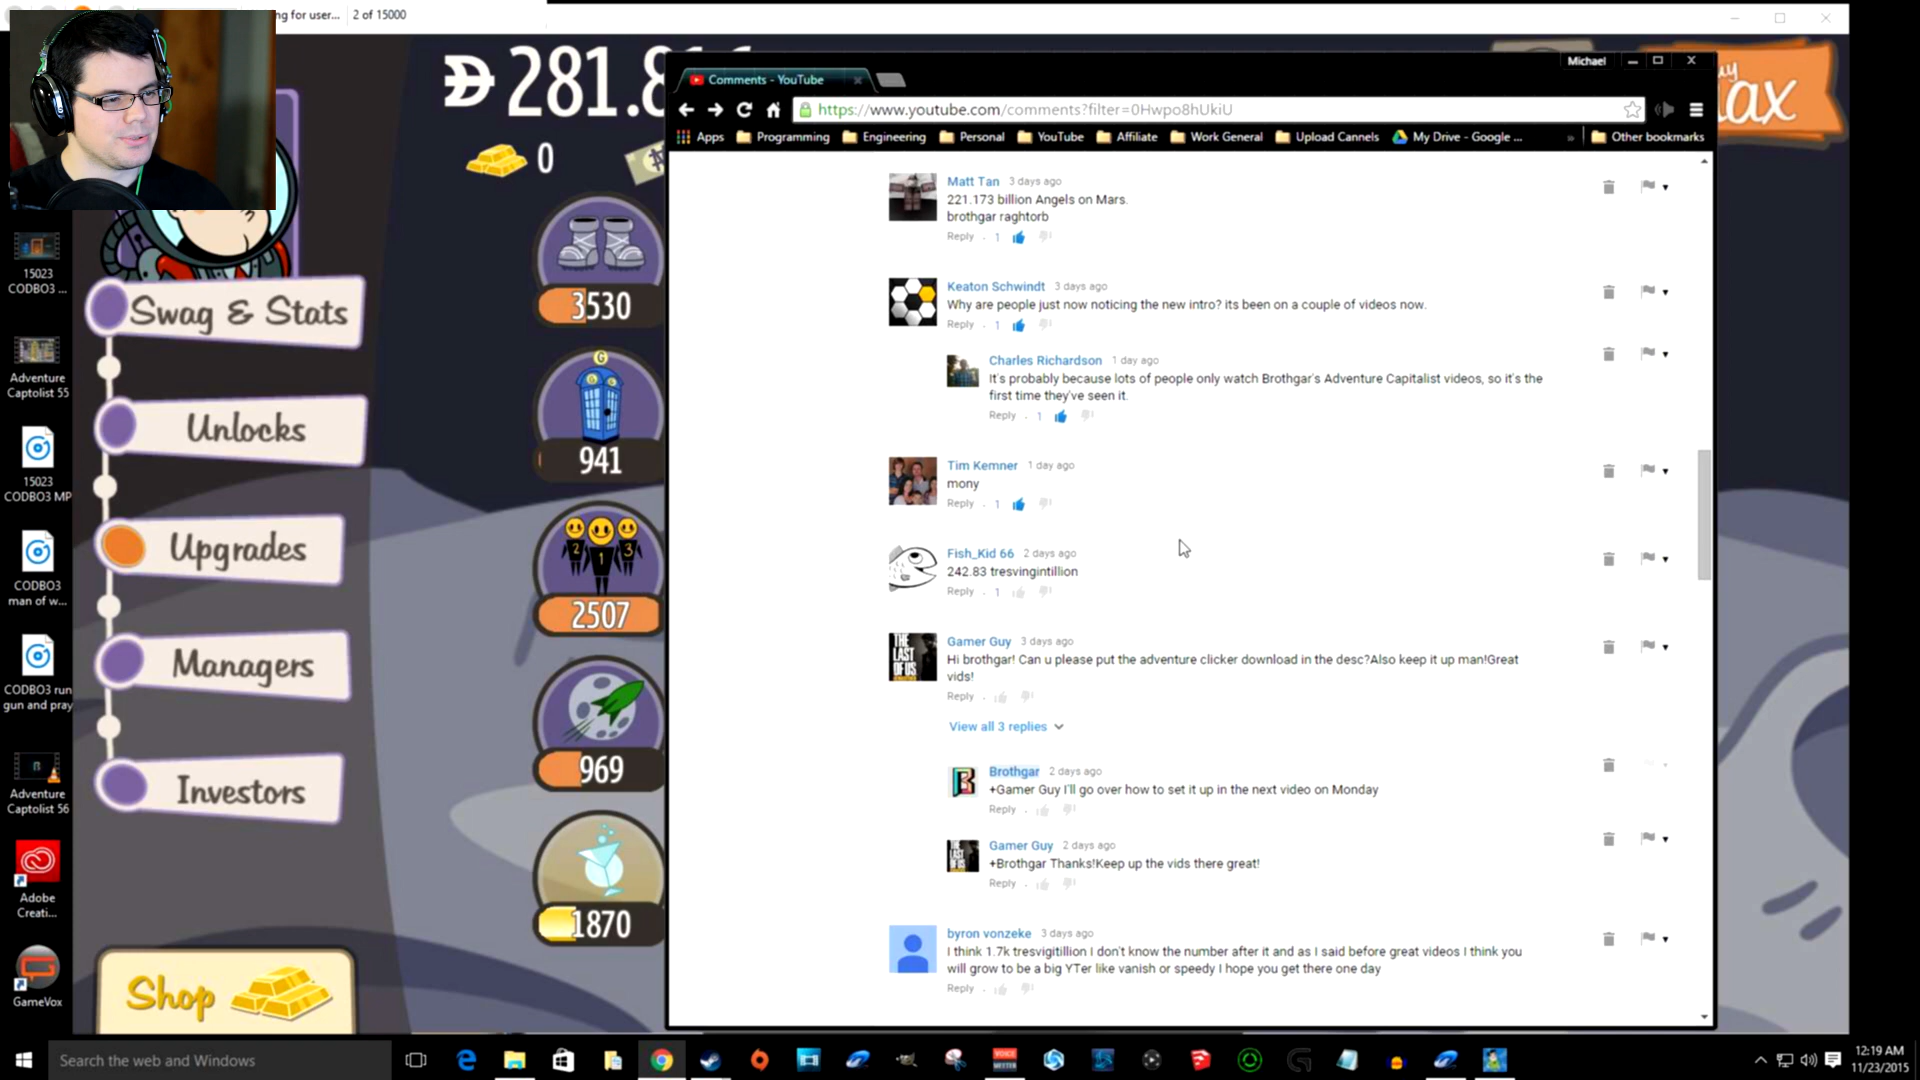 ng for user... 2 of 15000
281.8
0
Michael
Comments - YouTube
https://www.youtube.com/comments?filter=0Hwpo8hUkiU
Apps Programming Engineering Personal YouTube Affiliate Work General Upload Channels My Drive - Google ... » Other bookmarks
15023
CODBO3 ...
Adventure
Captolist 55
15023
CODBO3 MP
CODBO3
man of w...
CODBO3 run
gun and pray
Adventure
Captolist 56
Adobe
Creati...
GameVox
Swag & Stats
Unlocks
Upgrades
Managers
Investors
Shop
3530
941
2 1 3
2507
969
1870
Matt Tan 3 days ago
221.173 billion Angels on Mars.
brothgar raghtorb
Reply . 1
Keaton Schwindt 3 days ago
Why are people just now noticing the new intro? its been on a couple of videos now.
Reply . 1
Charles Richardson 1 day ago
It's probably because lots of people only watch Brothgar's Adventure Capitalist videos, so it's the
first time they've seen it.
Reply . 1
Tim Kemner 1 day ago
mony
Reply . 1
Fish_Kid 66 2 days ago
242.83 tresvingintillion
Reply . 1
THE LAST OF US
Gamer Guy 3 days ago
Hi brothgar! Can u please put the adventure clicker download in the desc?Also keep it up man!Great
vids!
Reply .
View all 3 replies
Brothgar 2 days ago
+Gamer Guy I'll go over how to set it up in the next video on Monday
Reply .
Gamer Guy 2 days ago
+Brothgar Thanks!Keep up the vids there great!
Reply .
byron vonzeke 3 days ago
I think 1.7k tresvigitillion I don't know the number after it and as I said before great videos I think you
will grow to be a big YTer like vanish or speedy I hope you get there one day
Reply .
Search the web and Windows
12:19 AM
11/23/2015